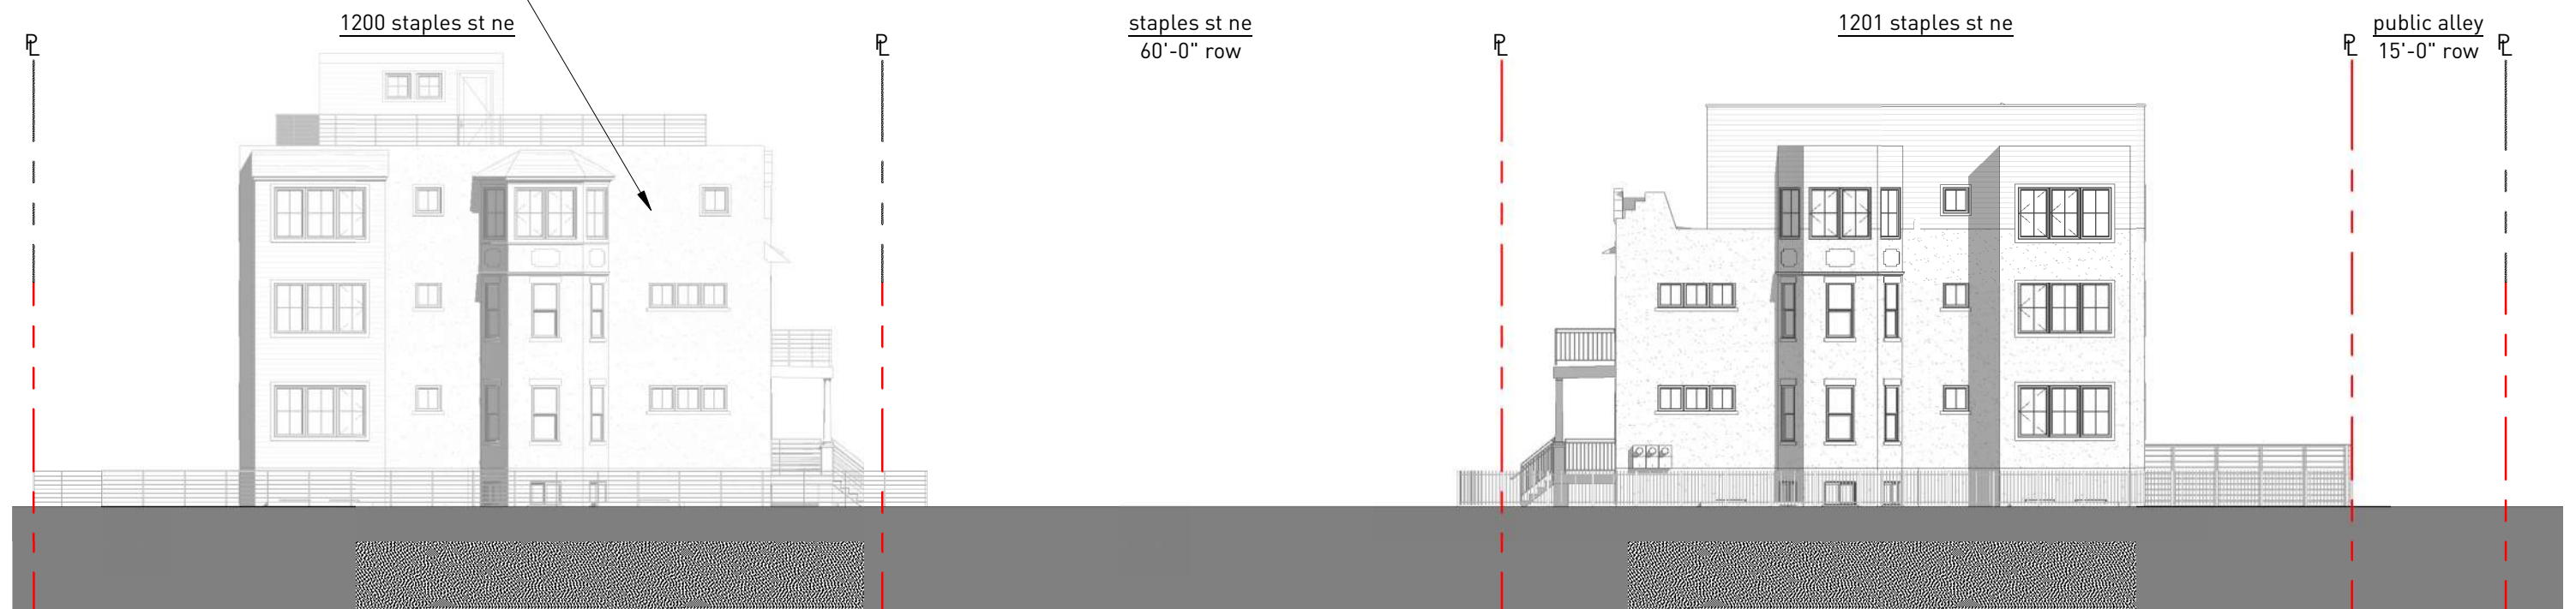 1200 staples st ne
staples st ne
60'-0" row
1201 staples st ne
public alley
15'-0" row
PL
PL
PL
PL
PL